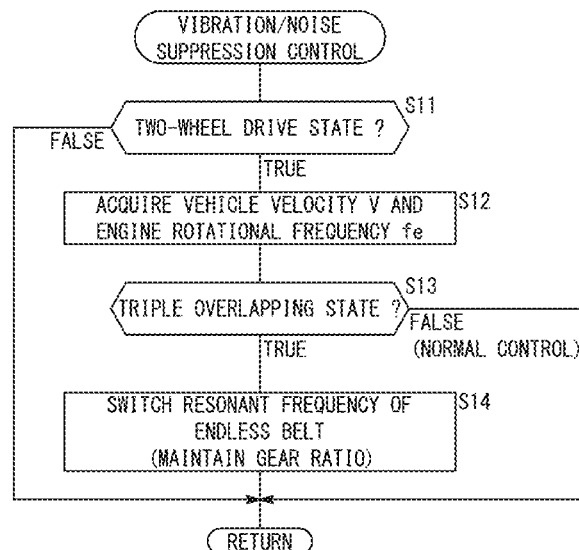 VIBRATION/NOISE
SUPPRESSION CONTROL
S11
TWO-WHEEL DRIVE STATE ?
FALSE
TRUE
ACQUIRE VEHICLE VELOCITY V AND
ENGINE ROTATIONAL FREQUENCY fe
S12
S13
TRIPLE OVERLAPPING STATE ?
FALSE
(NORMAL CONTROL)
TRUE
SWITCH RESONANT FREQUENCY OF
ENDLESS BELT
(MAINTAIN GEAR RATIO)
S14
RETURN